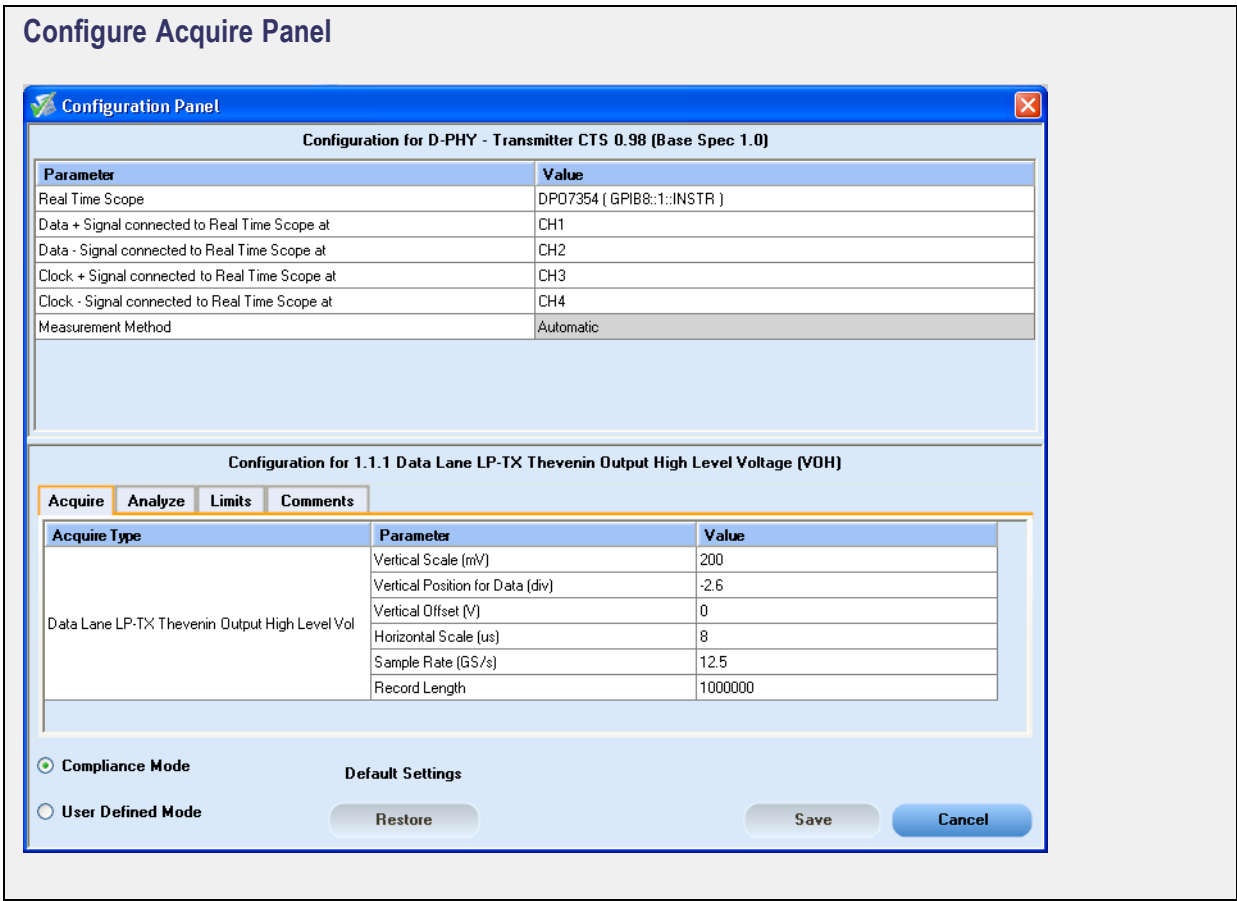 Configure Acquire Panel
Configuration Panel
Configuration for D-PHY - Transmitter CTS 0.98 (Base Spec 1.0)
Parameter Value
Real Time Scope DPO7354 ( GPIB8::1::INSTR )
Data + Signal connected to Real Time Scope at CH1
Data - Signal connected to Real Time Scope at CH2
Clock + Signal connected to Real Time Scope at CH3
Clock - Signal connected to Real Time Scope at CH4
Measurement Method Automatic
Configuration for 1.1.1 Data Lane LP-TX Thevenin Output High Level Voltage (VOH)
Acquire Analyze Limits Comments
Acquire Type Parameter Value
Vertical Scale (mV) 200
Vertical Position for Data (div) -2.6
Vertical Offset (V) 0
Data Lane LP-TX Thevenin Output High Level Vol
Horizontal Scale (us) 8
Sample Rate (GS/s) 12.5
Record Length 1000000
Compliance Mode
Default Settings
User Defined Mode
Restore Save Cancel